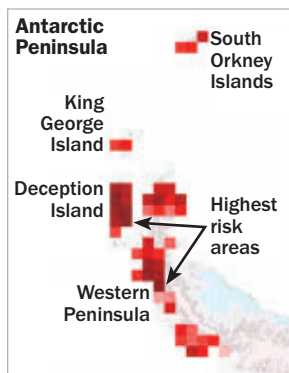 Antarctic
Peninsula
South
Orkney
Islands
King
George
Island
Deception
Island
Highest
risk
areas
Western
Peninsula